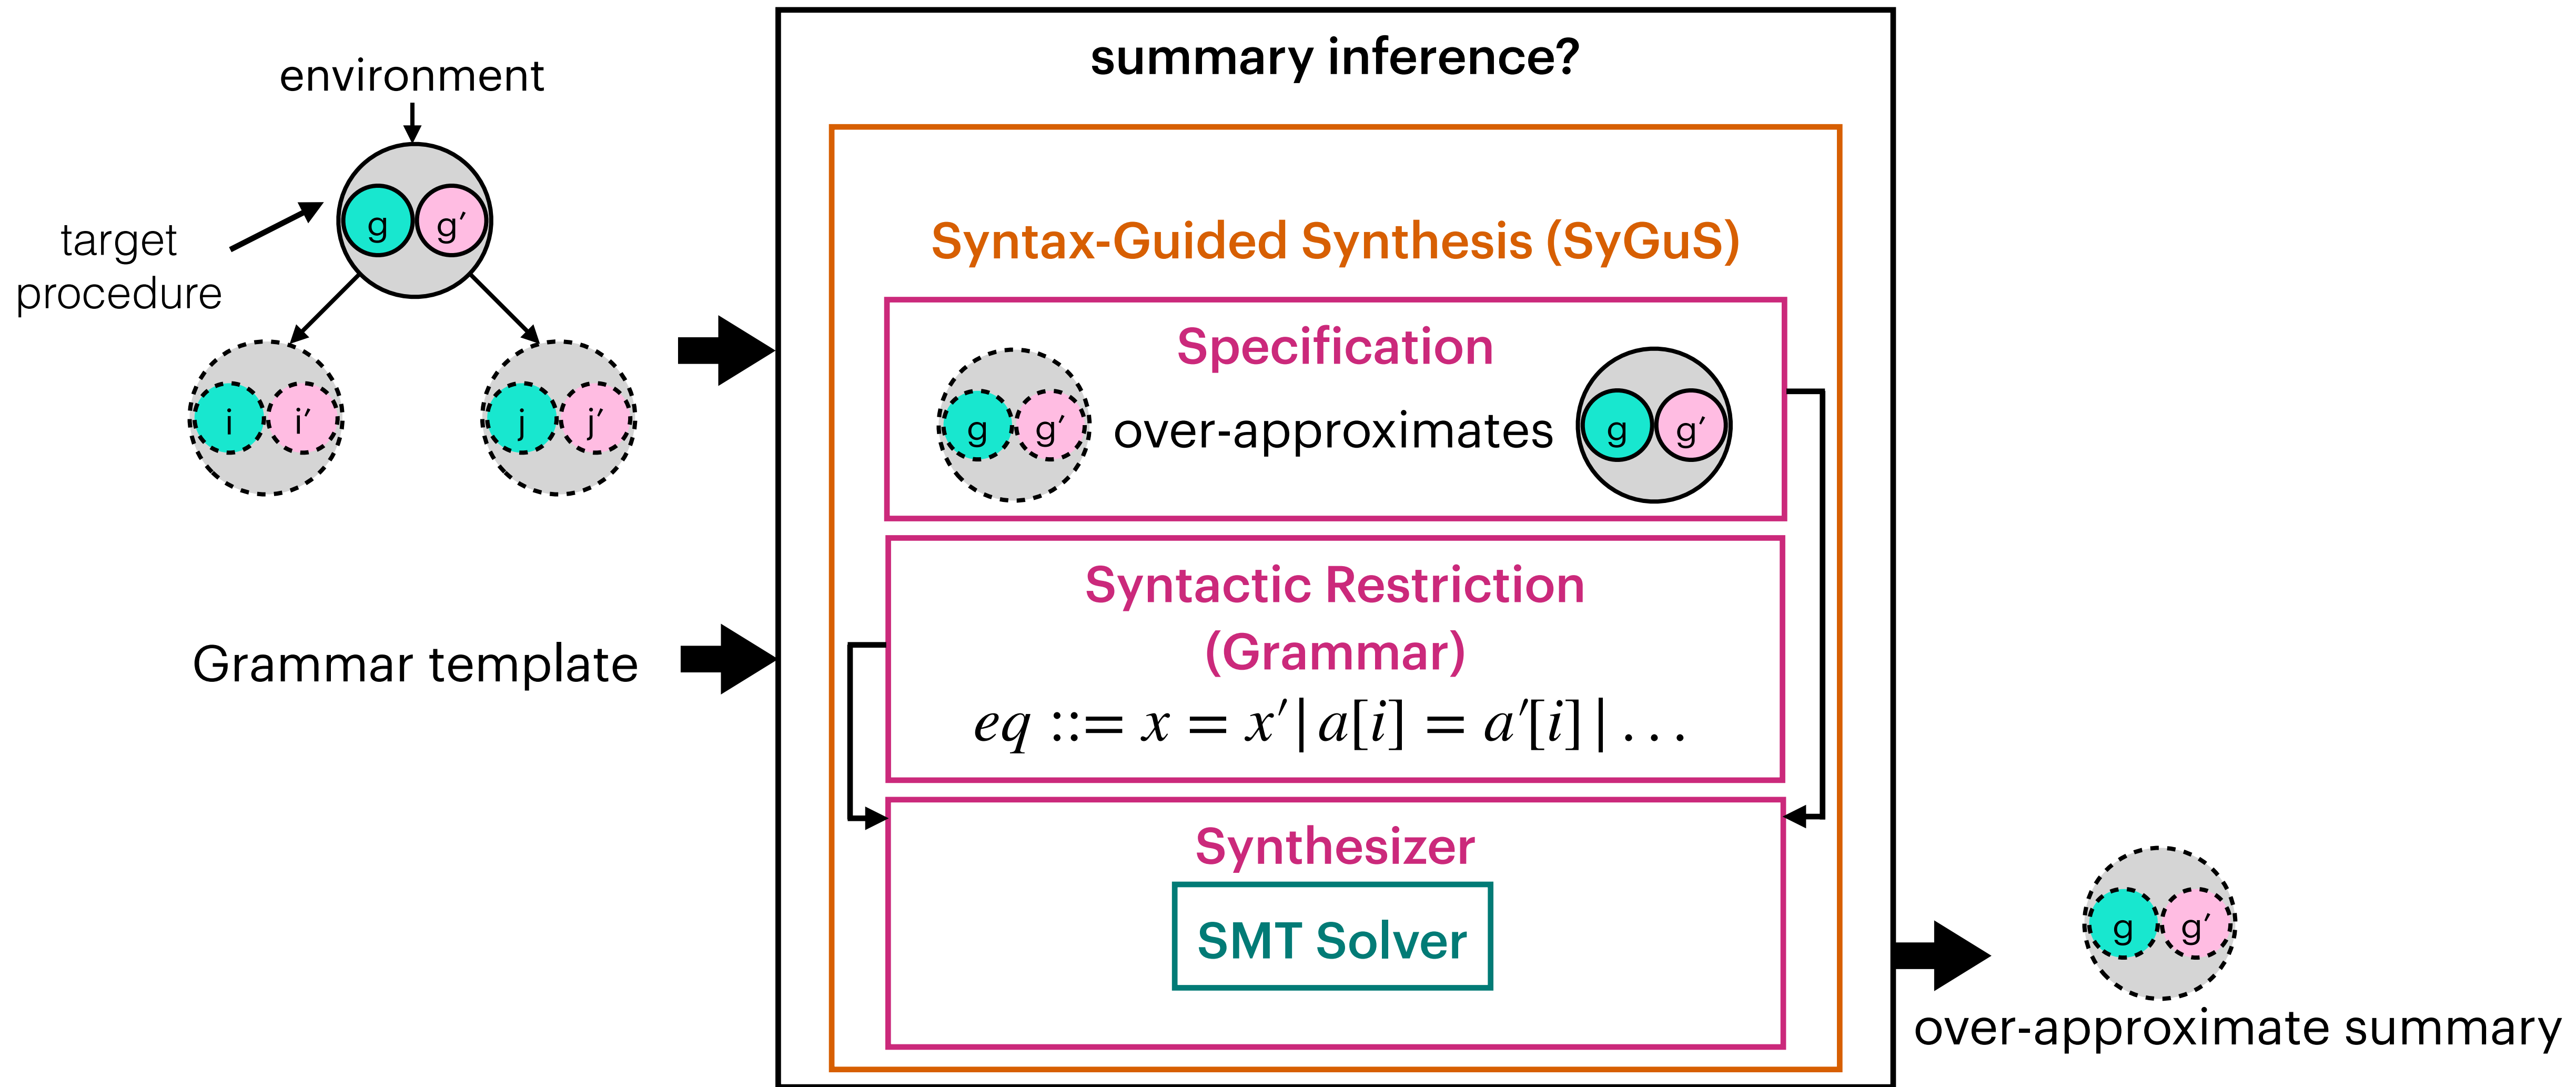 environment
g g′
target
procedure
i i′
j j′
Grammar template
summary inference?
Syntax-Guided Synthesis (SyGuS)
Specification
g g′ over-approximates g g′
Syntactic Restriction
(Grammar)
eq ::= x = x′ | a[i] = a′[i] | . . .
Synthesizer
SMT Solver
g g′
over-approximate summary